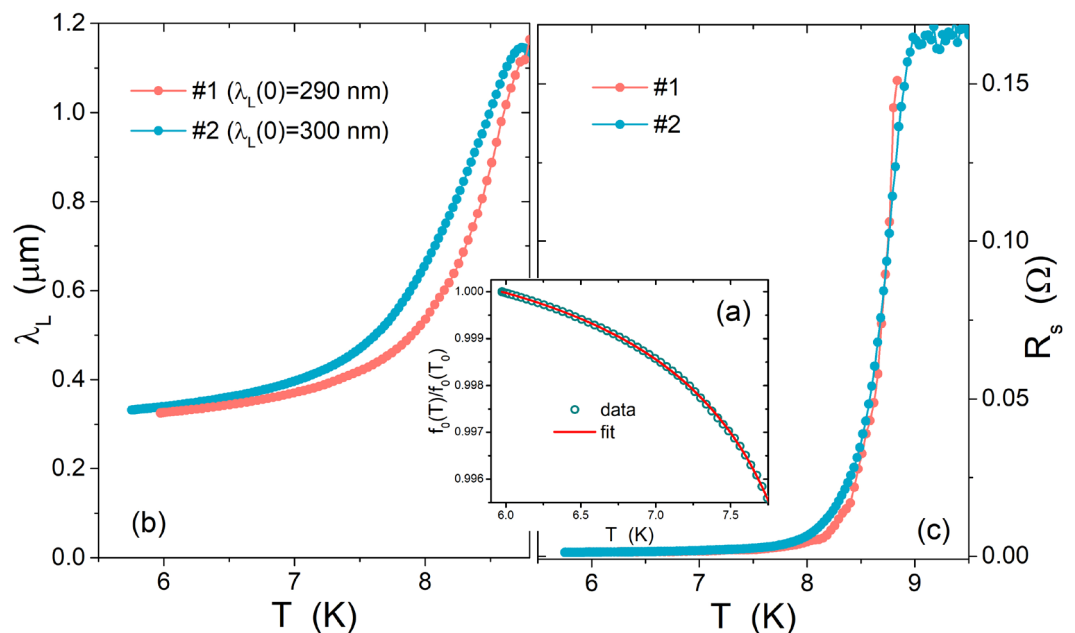 1.2
1.0
0.8
0.6
0.4
0.2
0.0
λL (μm)
#1 (λL(0)=290 nm)
#2 (λL(0)=300 nm)
(b)
6 7 8
T (K)
#1
#2
(c)
0.15
0.10
0.05
0.00
Rs (Ω)
6 7 8 9
T (K)
(a)
1.000
0.999
0.998
0.997
0.996
f0(T)/f0(T0)
data
fit
6.0 6.5 7.0 7.5
T (K)